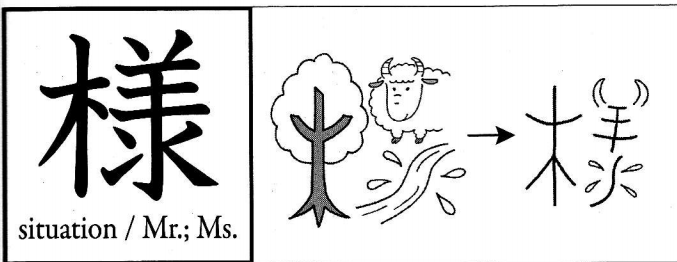 様
situation / Mr.; Ms.